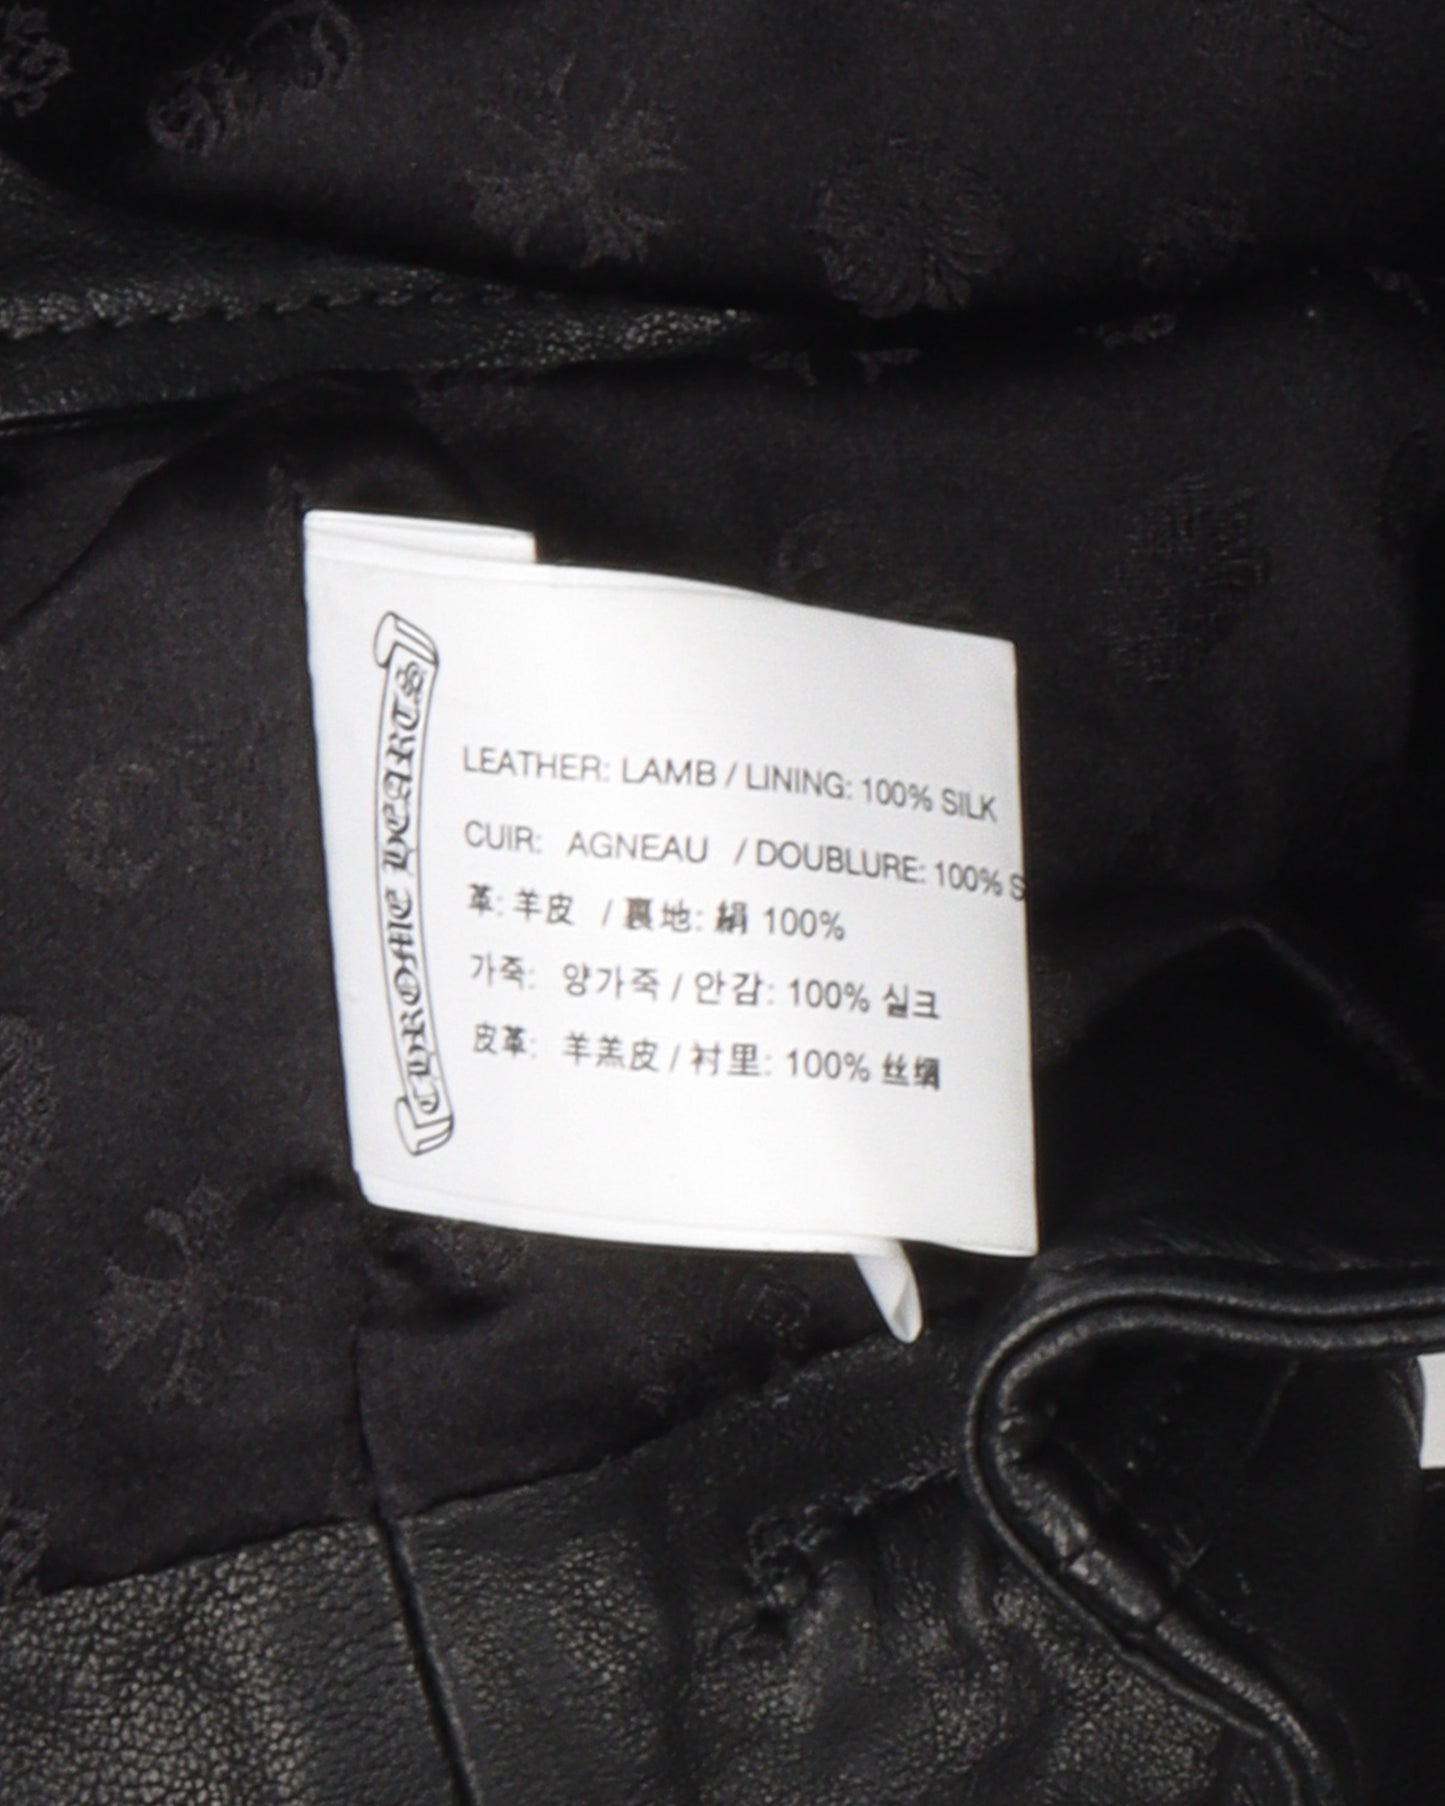 CHROME HEARTS
LEATHER: LAMB / LINING: 100% SILK
CUIR: AGNEAU / DOUBLURE: 100% S
革: 羊皮 / 裏地: 絹 100%
가죽: 양가죽 / 안감: 100% 실크
皮革: 羊羔皮 / 衬里: 100% 丝绸